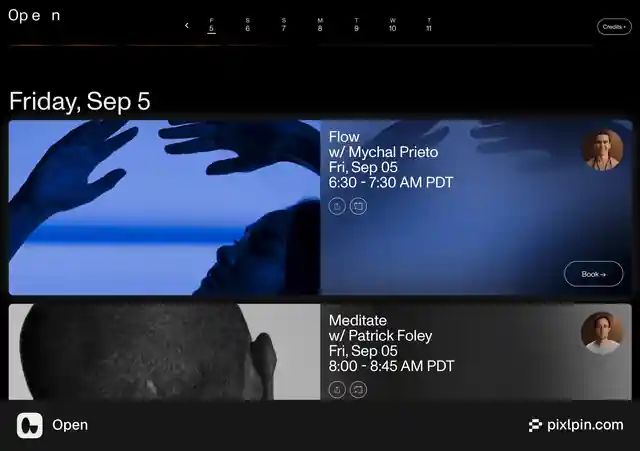 Open
‹
F S S M T W T
5 6 7 8 9 10 11
Credits +
Friday, Sep 5
Flow
w/ Mychal Prieto
Fri, Sep 05
6:30 - 7:30 AM PDT
Book →
Meditate
w/ Patrick Foley
Fri, Sep 05
8:00 - 8:45 AM PDT
Open
pixlpin.com